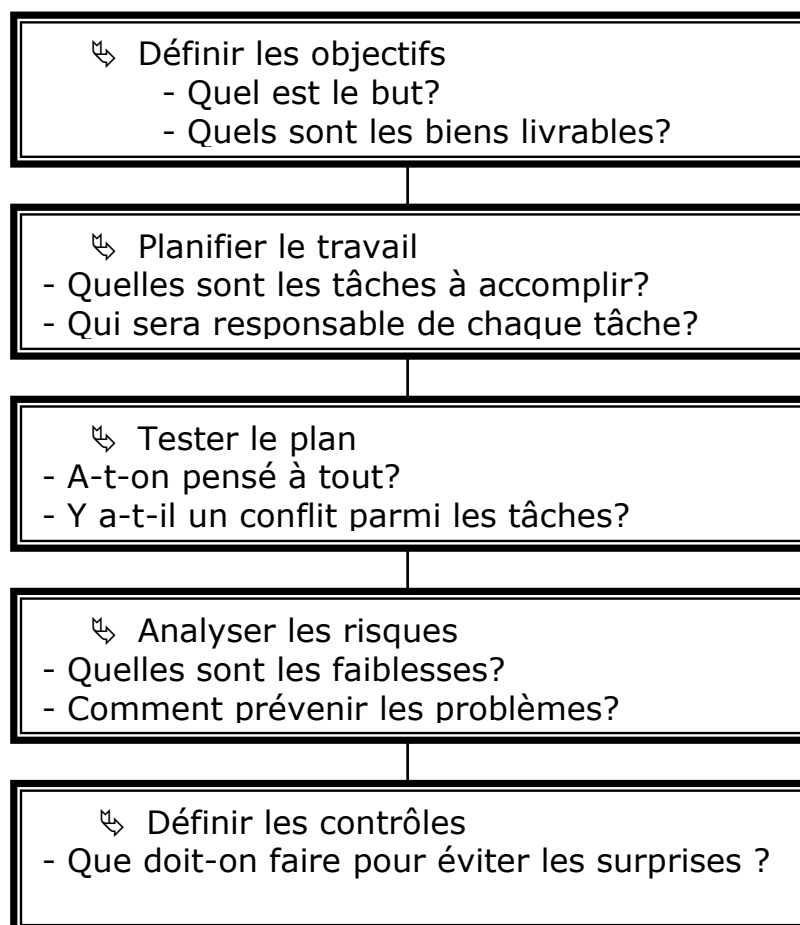 ⮱ Définir les objectifs
- Quel est le but?
- Quels sont les biens livrables?
⮱ Planifier le travail
- Quelles sont les tâches à accomplir?
- Qui sera responsable de chaque tâche?
⮱ Tester le plan
- A-t-on pensé à tout?
- Y a-t-il un conflit parmi les tâches?
⮱ Analyser les risques
- Quelles sont les faiblesses?
- Comment prévenir les problèmes?
⮱ Définir les contrôles
- Que doit-on faire pour éviter les surprises ?